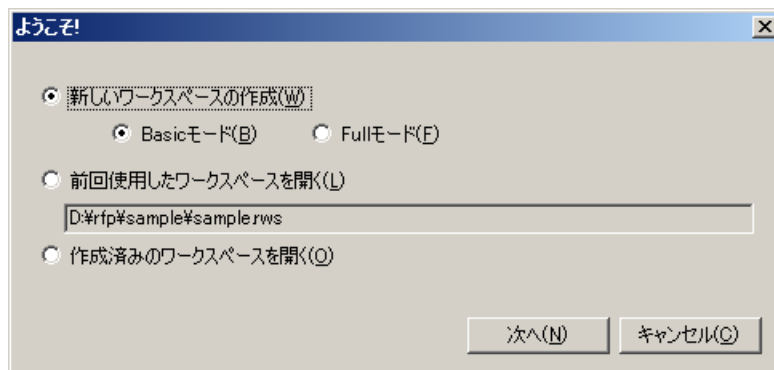 ようこそ!
新しいワークスペースの作成(W)
Basicモード(B) Fullモード(F)
前回使用したワークスペースを開く(L)
D:¥rfp¥sample¥sample.rws
作成済みのワークスペースを開く(O)
次へ(N) キャンセル(C)